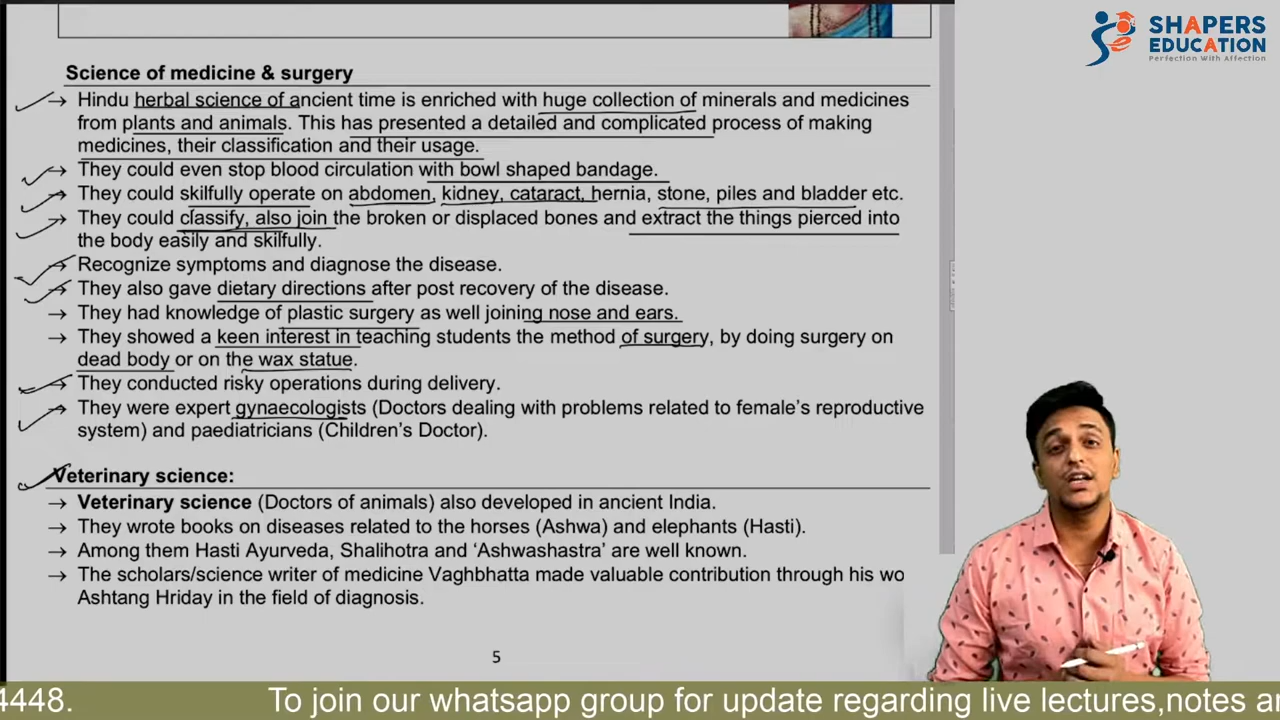 SHAPERS
EDUCATION
Perfection With Affection
Science of medicine & surgery
→ Hindu herbal science of ancient time is enriched with huge collection of minerals and medicines
from plants and animals. This has presented a detailed and complicated process of making
medicines, their classification and their usage.
→ They could even stop blood circulation with bowl shaped bandage.
→ They could skilfully operate on abdomen, kidney, cataract, hernia, stone, piles and bladder etc.
→ They could classify, also join the broken or displaced bones and extract the things pierced into
the body easily and skilfully.
→ Recognize symptoms and diagnose the disease.
→ They also gave dietary directions after post recovery of the disease.
→ They had knowledge of plastic surgery as well joining nose and ears.
→ They showed a keen interest in teaching students the method of surgery, by doing surgery on
dead body or on the wax statue.
→ They conducted risky operations during delivery.
→ They were expert gynaecologists (Doctors dealing with problems related to female's reproductive
system) and paediatricians (Children's Doctor).
Veterinary science:
→ Veterinary science (Doctors of animals) also developed in ancient India.
→ They wrote books on diseases related to the horses (Ashwa) and elephants (Hasti).
→ Among them Hasti Ayurveda, Shalihotra and 'Ashwashastra' are well known.
→ The scholars/science writer of medicine Vaghbhatta made valuable contribution through his wo
Ashtang Hriday in the field of diagnosis.
5
4448. To join our whatsapp group for update regarding live lectures,notes a